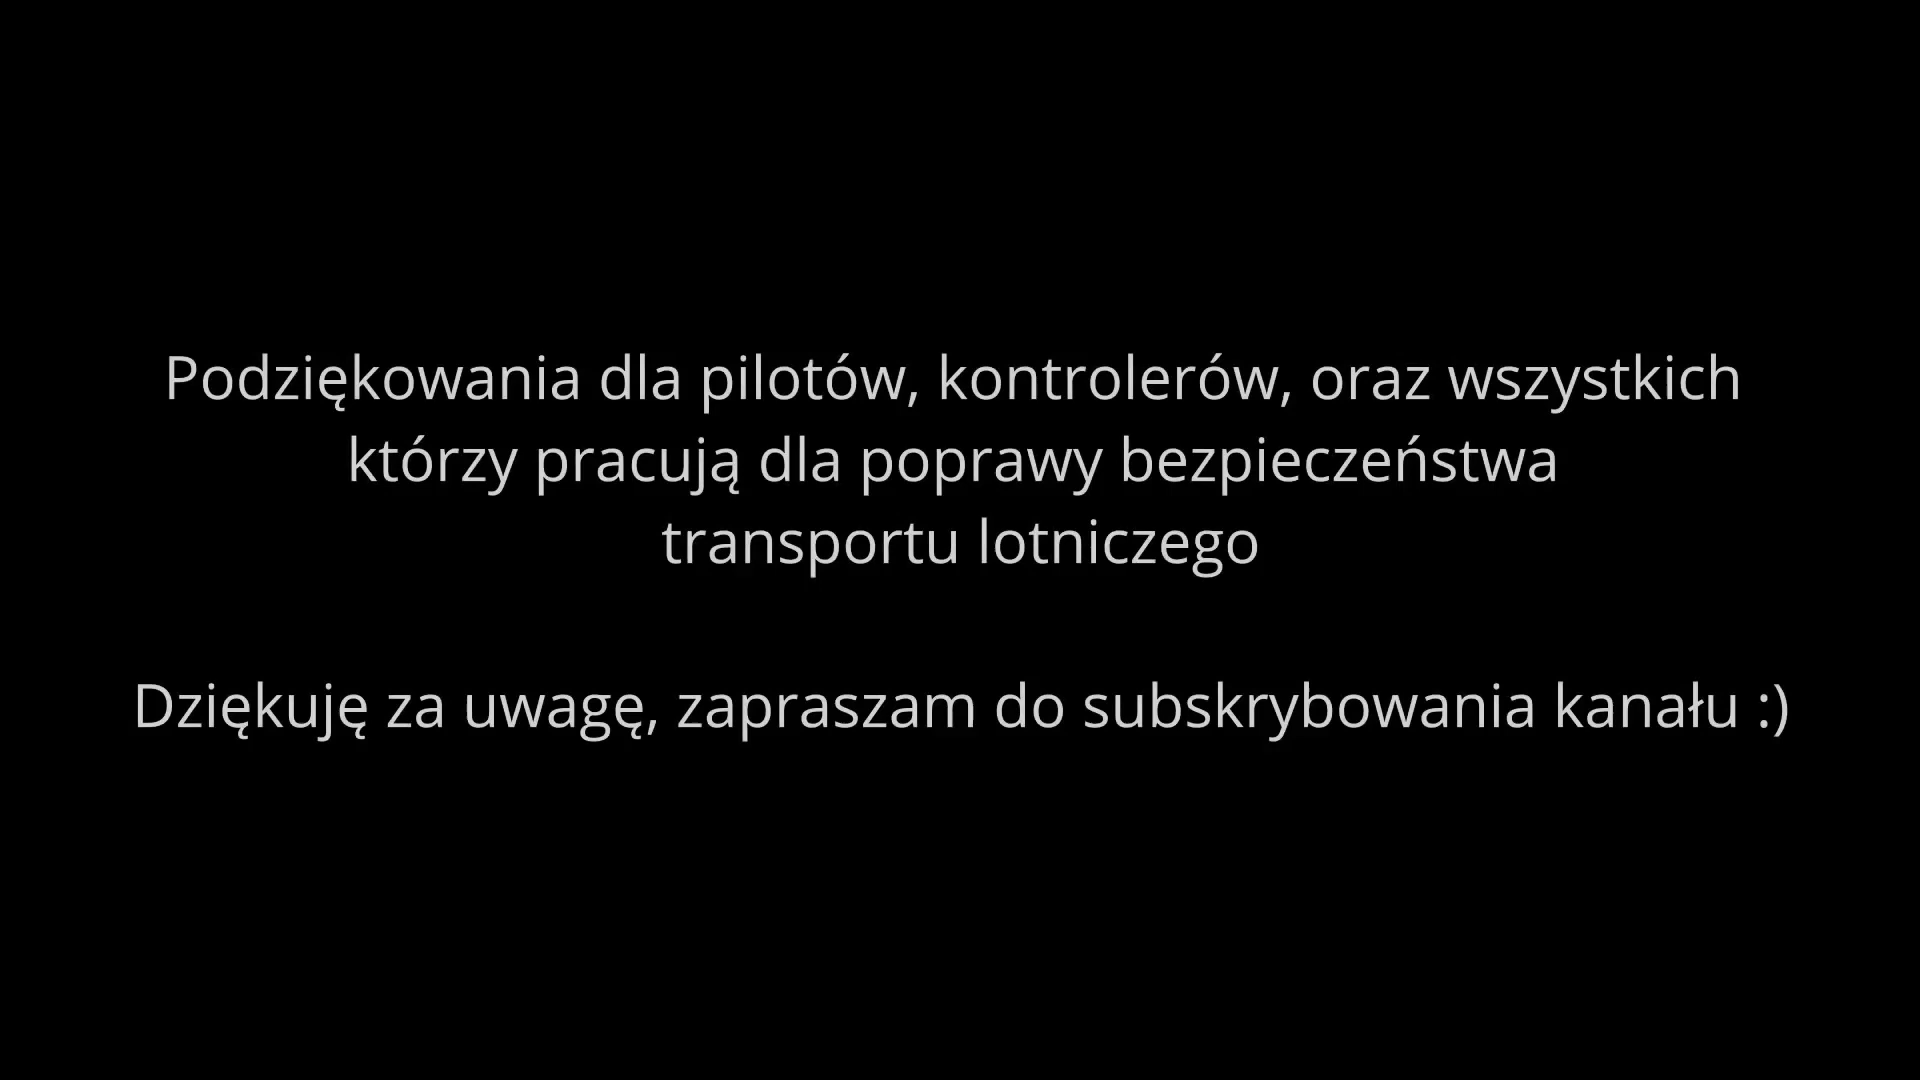 Podziękowania dla pilotów, kontrolerów, oraz wszystkich
którzy pracują dla poprawy bezpieczeństwa
transportu lotniczego
Dziękuję za uwagę, zapraszam do subskrybowania kanału :)